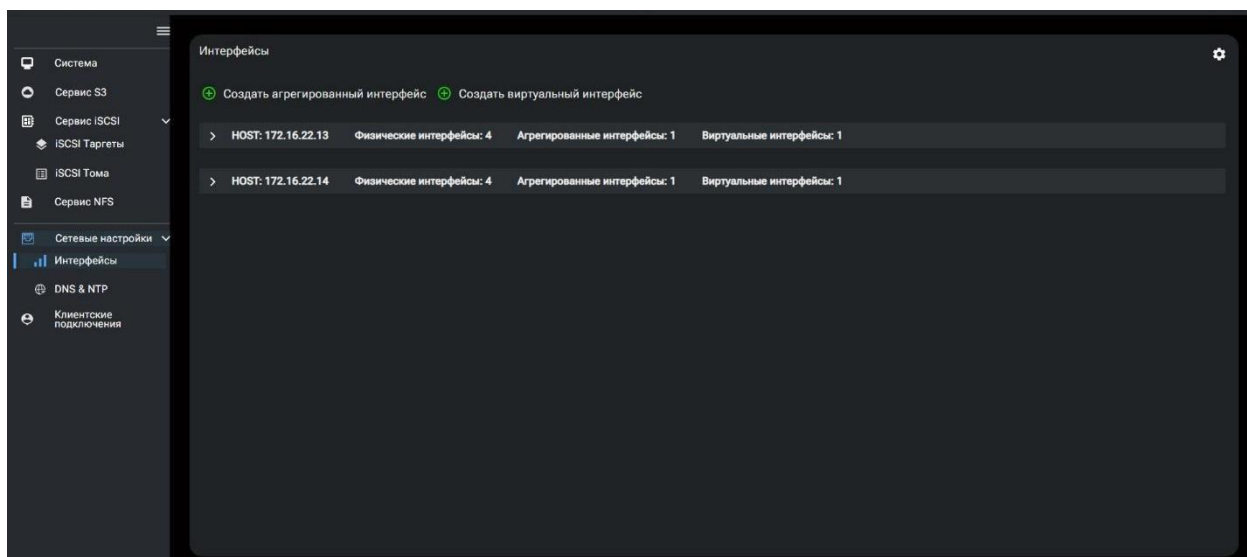 Система
Сервис S3
Сервис iSCSI
iSCSI Таргеты
iSCSI Тома
Сервис NFS
Сетевые настройки
Интерфейсы
DNS & NTP
Клиентские
подключения
Интерфейсы
Создать агрегированный интерфейс Создать виртуальный интерфейс
HOST: 172.16.22.13 Физические интерфейсы: 4 Агрегированные интерфейсы: 1 Виртуальные интерфейсы: 1
HOST: 172.16.22.14 Физические интерфейсы: 4 Агрегированные интерфейсы: 1 Виртуальные интерфейсы: 1